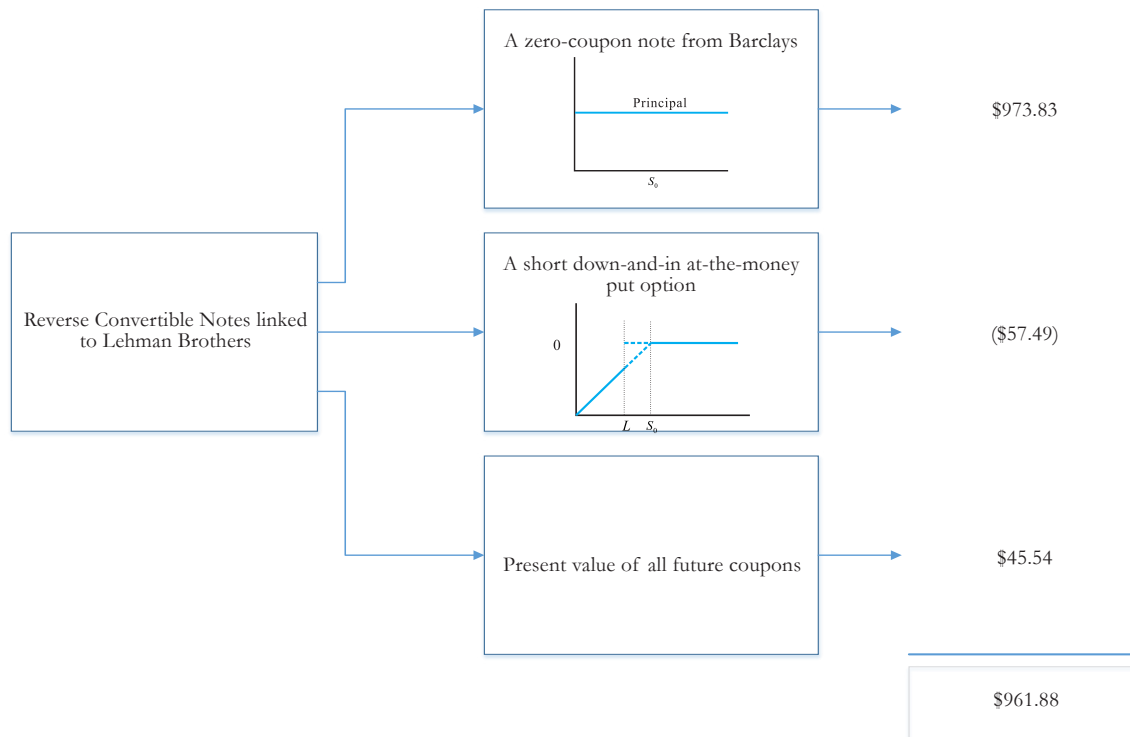 A zero-coupon note from Barclays
Principal
S₀
$973.83
Reverse Convertible Notes linked
to Lehman Brothers
A short down-and-in at-the-money
put option
0
L S₀
($57.49)
Present value of all future coupons
$45.54
$961.88